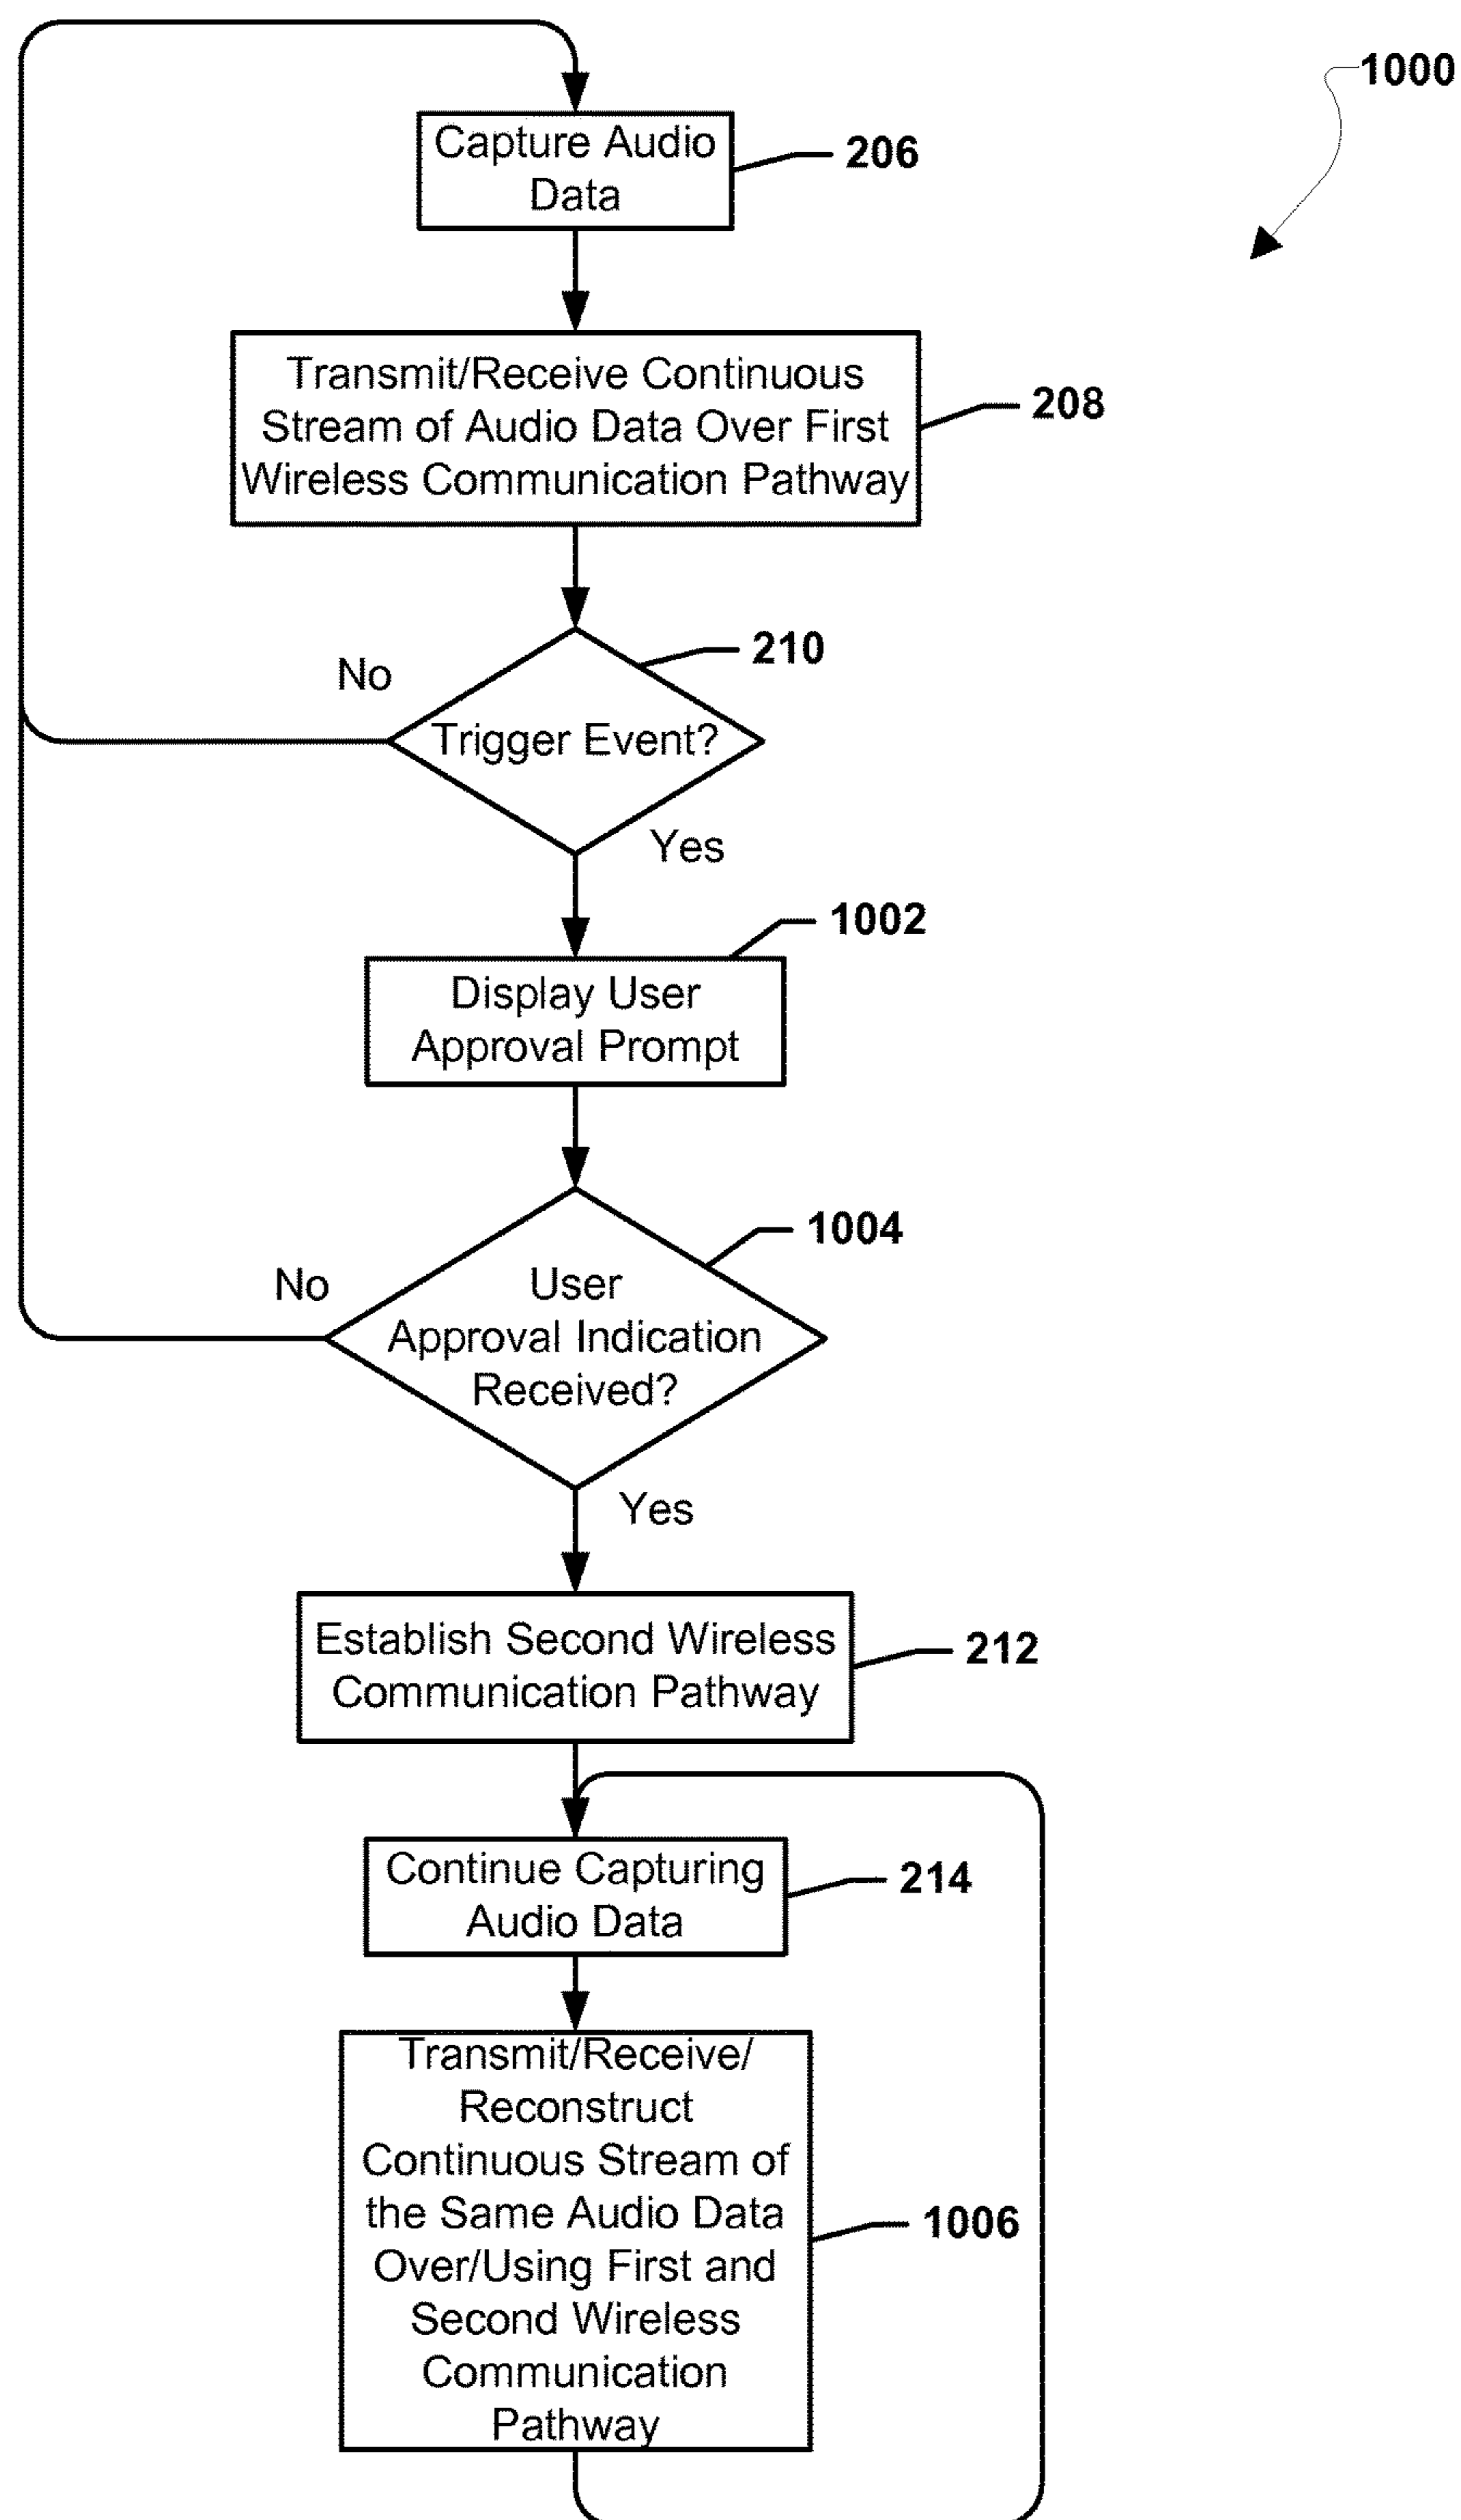 1000
Capture Audio
Data
206
Transmit/Receive Continuous
Stream of Audio Data Over First
Wireless Communication Pathway
208
210
No
Trigger Event?
Yes
1002
Display User
Approval Prompt
1004
No
User
Approval Indication
Received?
Yes
Establish Second Wireless
Communication Pathway
212
Continue Capturing
Audio Data
214
Transmit/Receive/
Reconstruct
Continuous Stream of
the Same Audio Data
Over/Using First and
Second Wireless
Communication
Pathway
1006